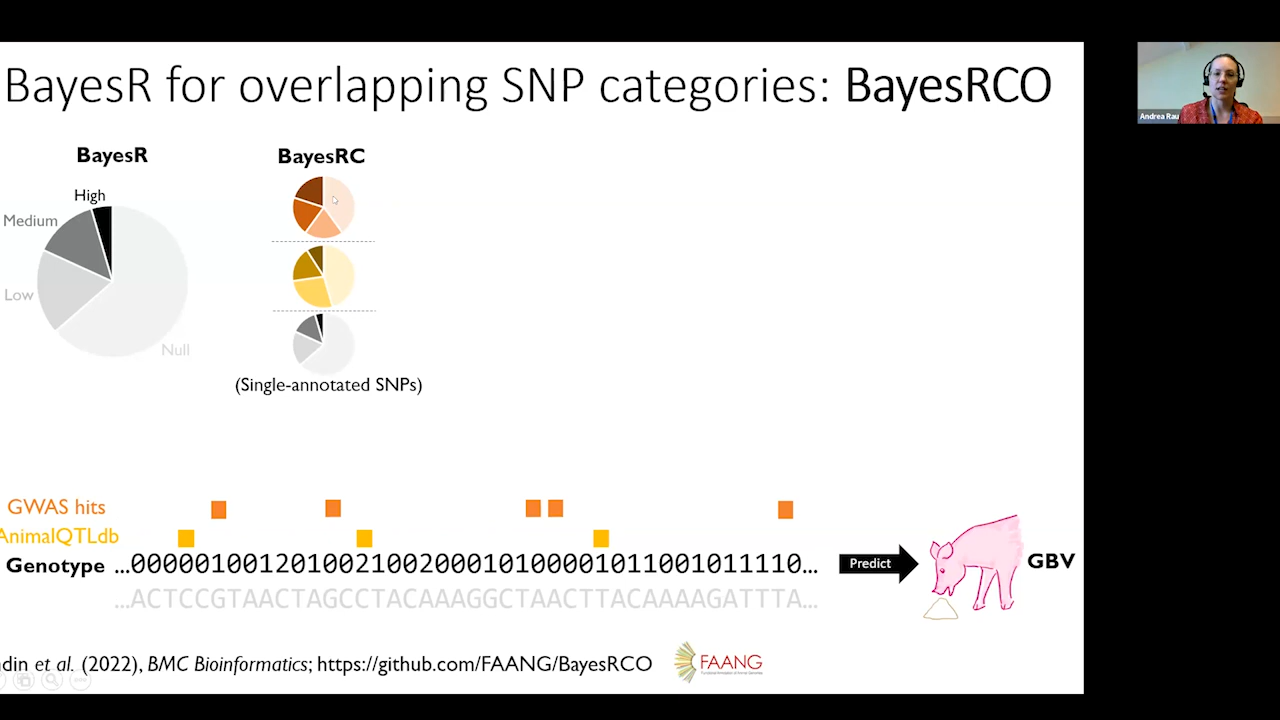 BayesR for overlapping SNP categories: BayesRCO
Andrea Rau
BayesR
BayesRC
High
Medium
Low
Null
(Single-annotated SNPs)
GWAS hits
AnimalQTLdb
Genotype ...000001001201002100200010100001011001011110...
Predict
GBV
...ACTCCGTAACTAGCCTACAAAGGCTAACTTACAAAAGATTTA...
din et al. (2022), BMC Bioinformatics; https://github.com/FAANG/BayesRCO
FAANG